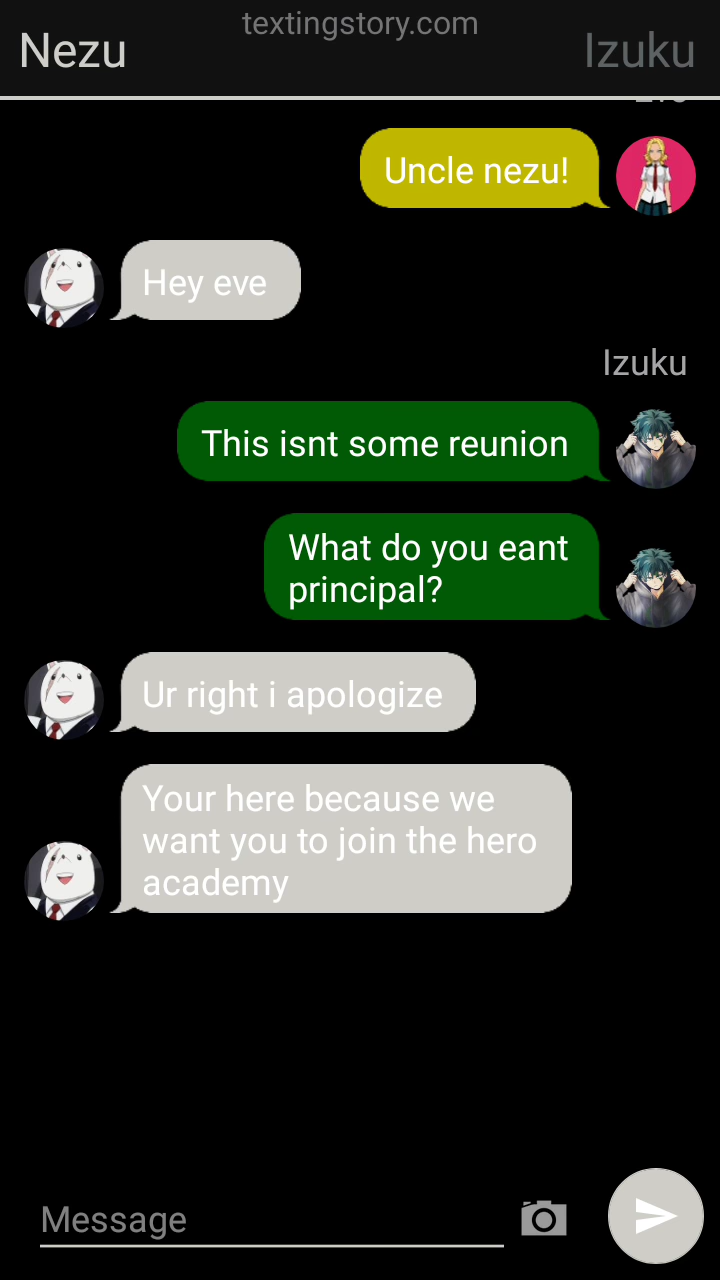 textingstory.com
Nezu
Izuku
Uncle nezu!
Hey eve
Izuku
This isnt some reunion
What do you eant
principal?
Ur right i apologize
Your here because we
want you to join the hero
academy
Message